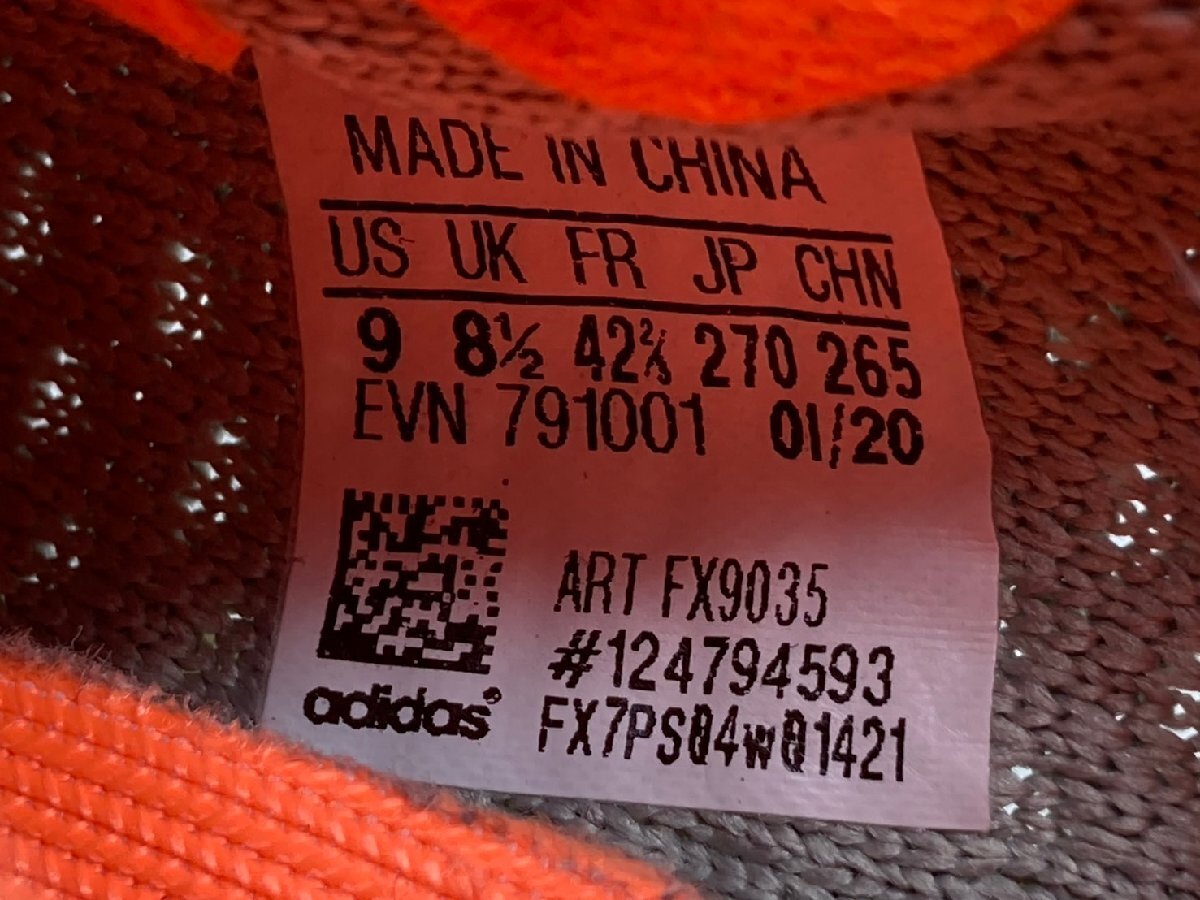 MADE IN CHINA
US UK FR JP CHN
9 8½ 42⅔ 270 265
EVN 791001 01/20
ART FX9035
#124794593
adidas®
FX7PSQ4wQ1421